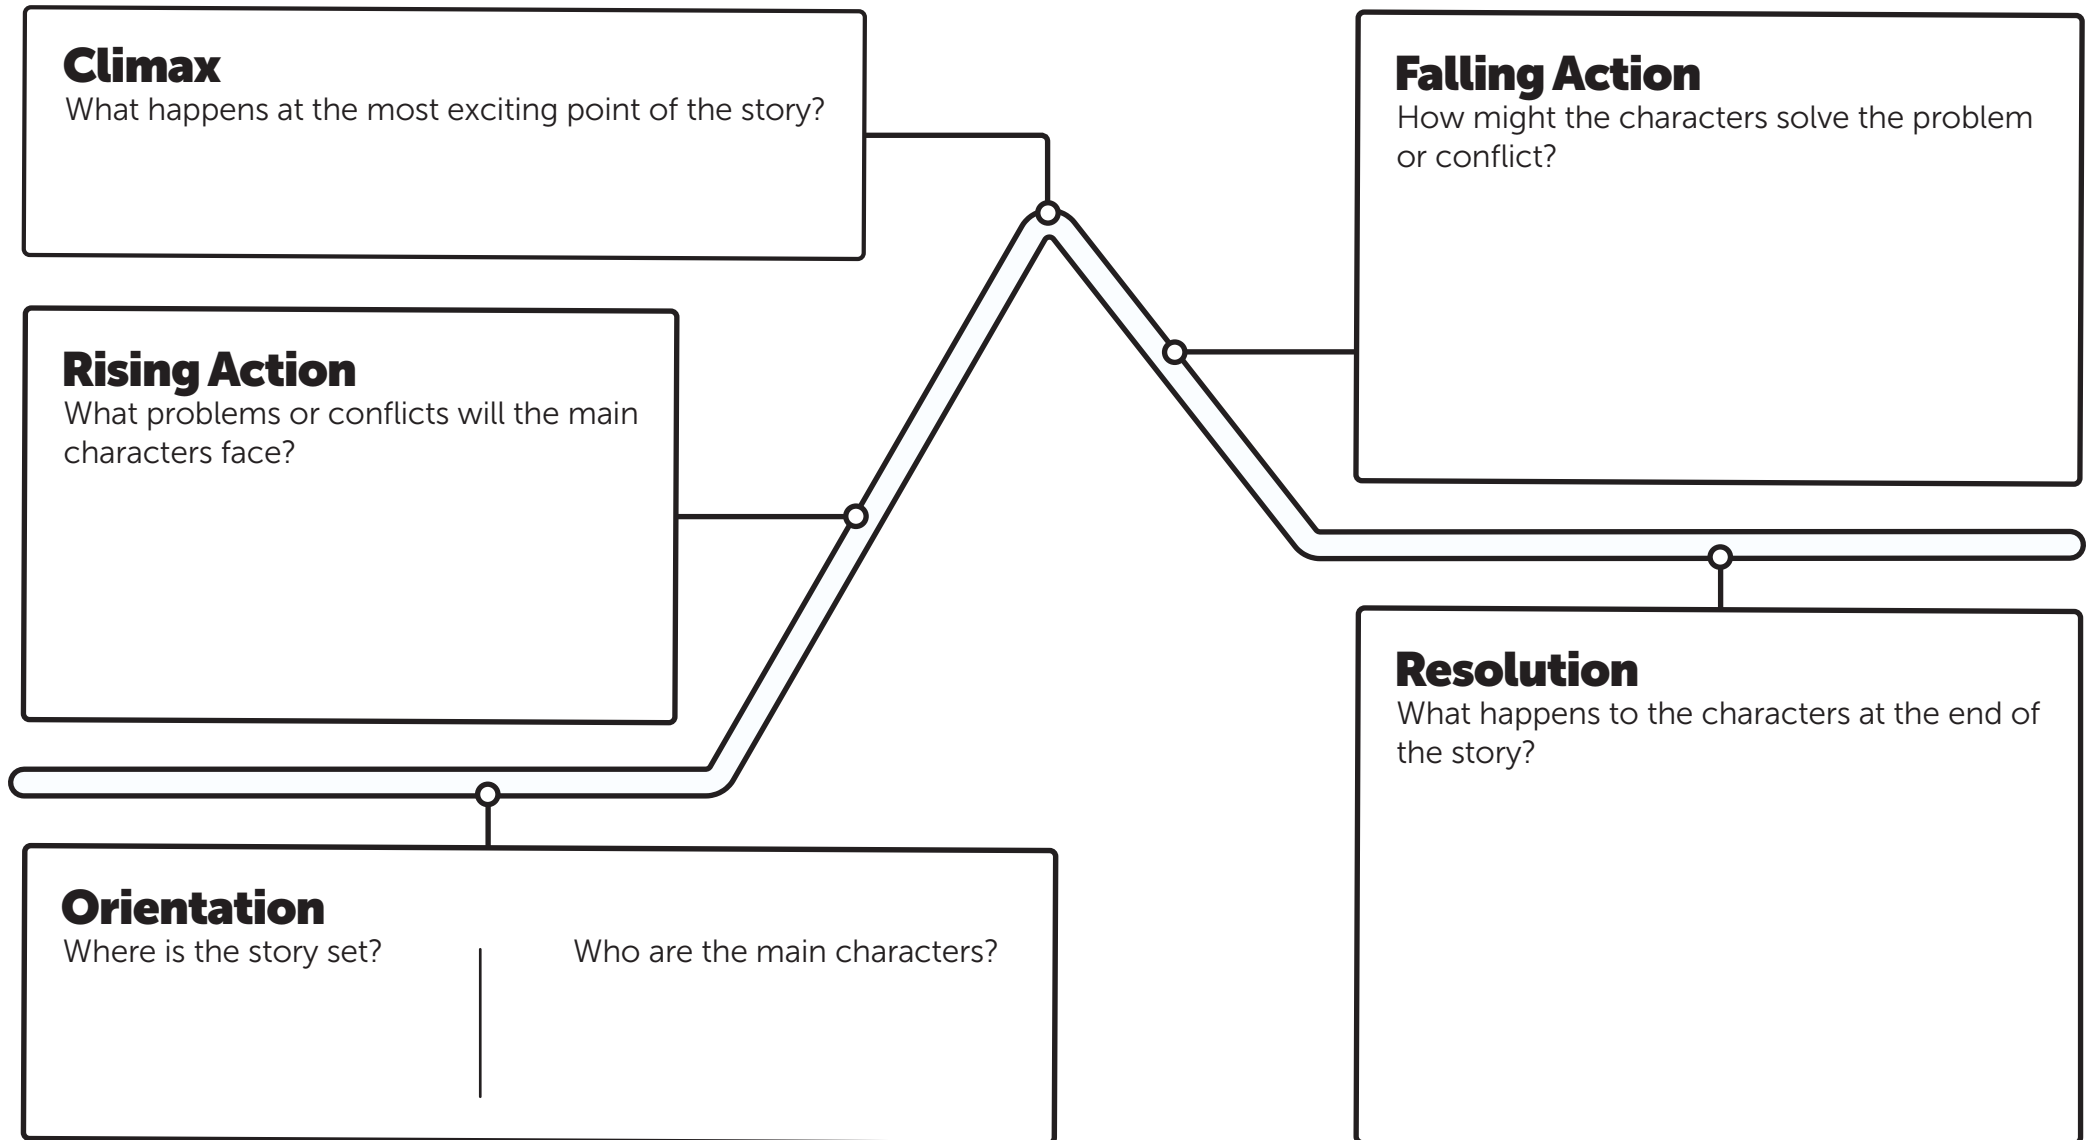 Climax
What happens at the most exciting point of the story?
Falling Action
How might the characters solve the problem
or conflict?
Rising Action
What problems or conflicts will the main
characters face?
Resolution
What happens to the characters at the end of
the story?
Orientation
Where is the story set?
Who are the main characters?